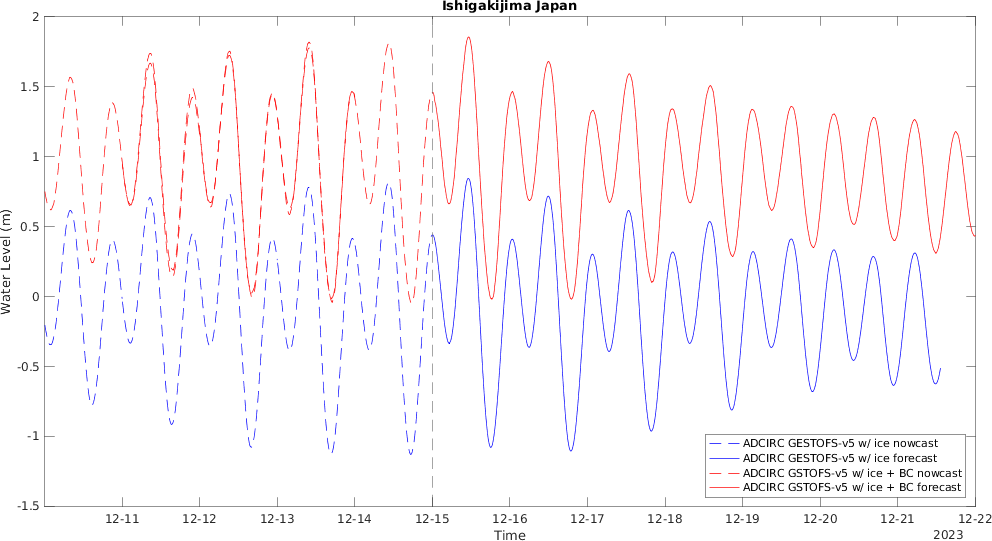 Ishigakijima Japan
2
1.5
1
0.5
0
-0.5
-1
-1.5
Water Level (m)
ADCIRC GESTOFS-v5 w/ ice nowcast
ADCIRC GESTOFS-v5 w/ ice forecast
ADCIRC GSTOFS-v5 w/ ice + BC nowcast
ADCIRC GSTOFS-v5 w/ ice + BC forecast
12-11 12-12 12-13 12-14 12-15 12-16 12-17 12-18 12-19 12-20 12-21 12-22
Time
2023